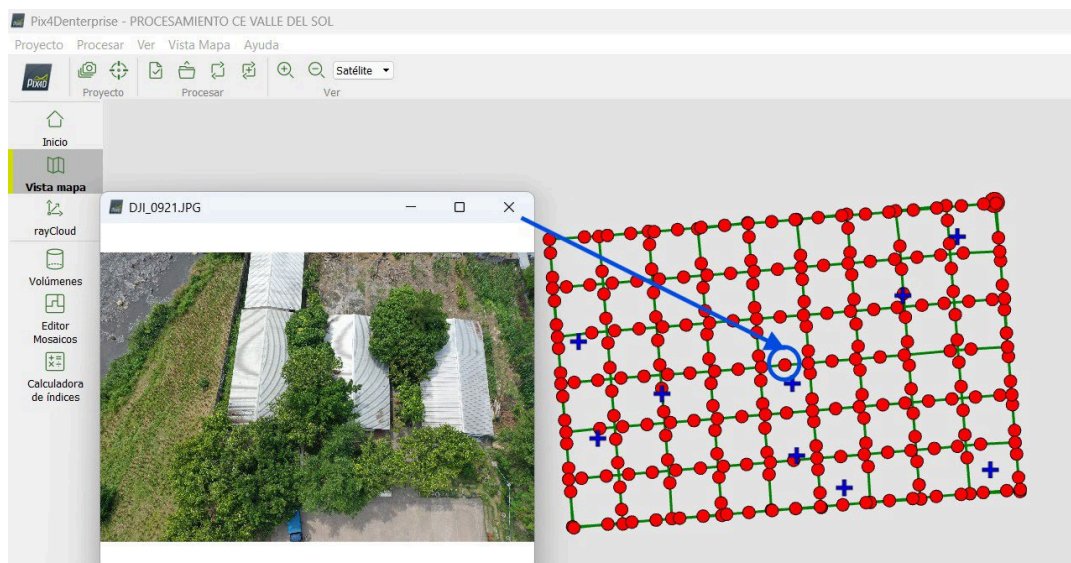 Pix4Denterprise - PROCESAMIENTO CE VALLE DEL SOL
Proyecto Procesar Ver Vista Mapa Ayuda
PIX4D
Satélite
Proyecto Procesar Ver
Inicio
Vista mapa
rayCloud
Volúmenes
Editor
Mosaicos
Calculadora
de índices
DJI_0921.JPG